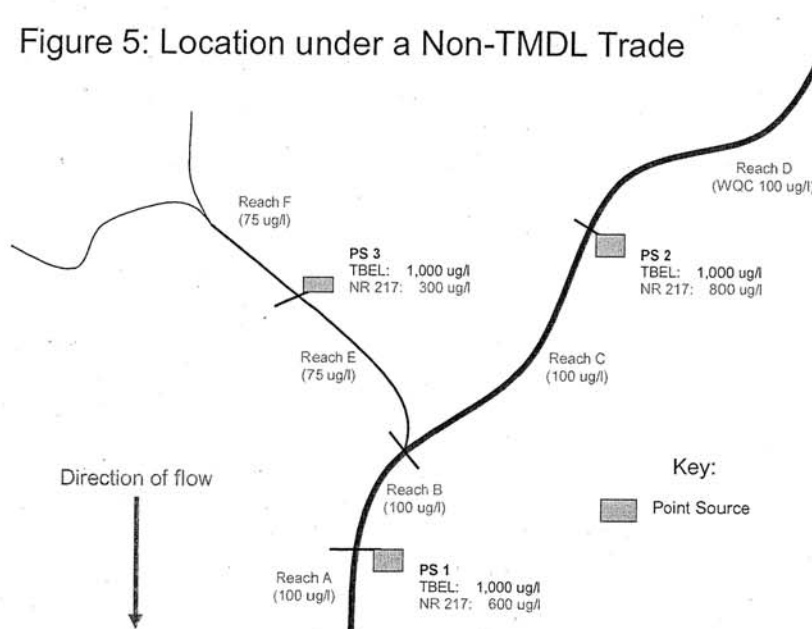 Figure 5: Location under a Non-TMDL Trade
Reach D
(WQC 100 ug/l)
Reach F
(75 ug/l)
PS 3
TBEL: 1,000 ug/l
NR 217: 300 ug/l
PS 2
TBEL: 1,000 ug/l
NR 217: 800 ug/l
Reach E
(75 ug/l)
Reach C
(100 ug/l)
Direction of flow
Key:
Reach B
(100 ug/l)
Point Source
Reach A
(100 ug/l)
PS 1
TBEL: 1,000 ug/l
NR 217: 600 ug/l